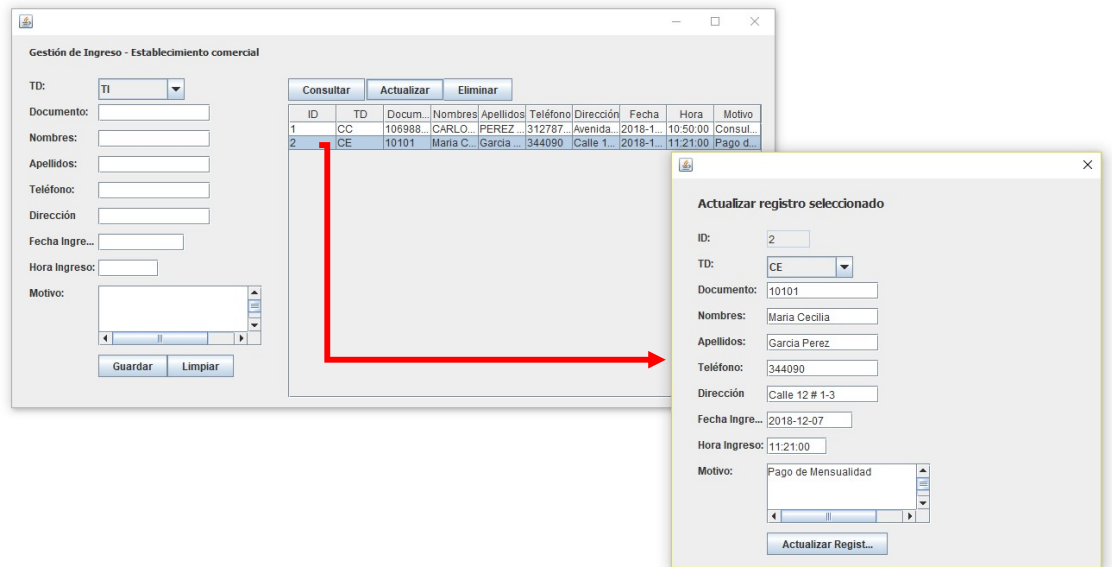 Gestión de Ingreso - Establecimiento comercial
TD: TI
Documento:
Nombres:
Apellidos:
Teléfono:
Dirección
Fecha Ingre...
Hora Ingreso:
Motivo:
Guardar Limpiar
Consultar Actualizar Eliminar
ID TD Docum... Nombres Apellidos Teléfono Dirección Fecha Hora Motivo
1 CC 106988... CARLO... PEREZ ... 312787... Avenida... 2018-1... 10:50:00 Consul...
2 CE 10101 Maria C... Garcia ... 344090 Calle 1... 2018-1... 11:21:00 Pago d...
Actualizar registro seleccionado
ID: 2
TD: CE
Documento: 10101
Nombres: Maria Cecilia
Apellidos: Garcia Perez
Teléfono: 344090
Dirección Calle 12 # 1-3
Fecha Ingre... 2018-12-07
Hora Ingreso: 11:21:00
Motivo: Pago de Mensualidad
Actualizar Regist...